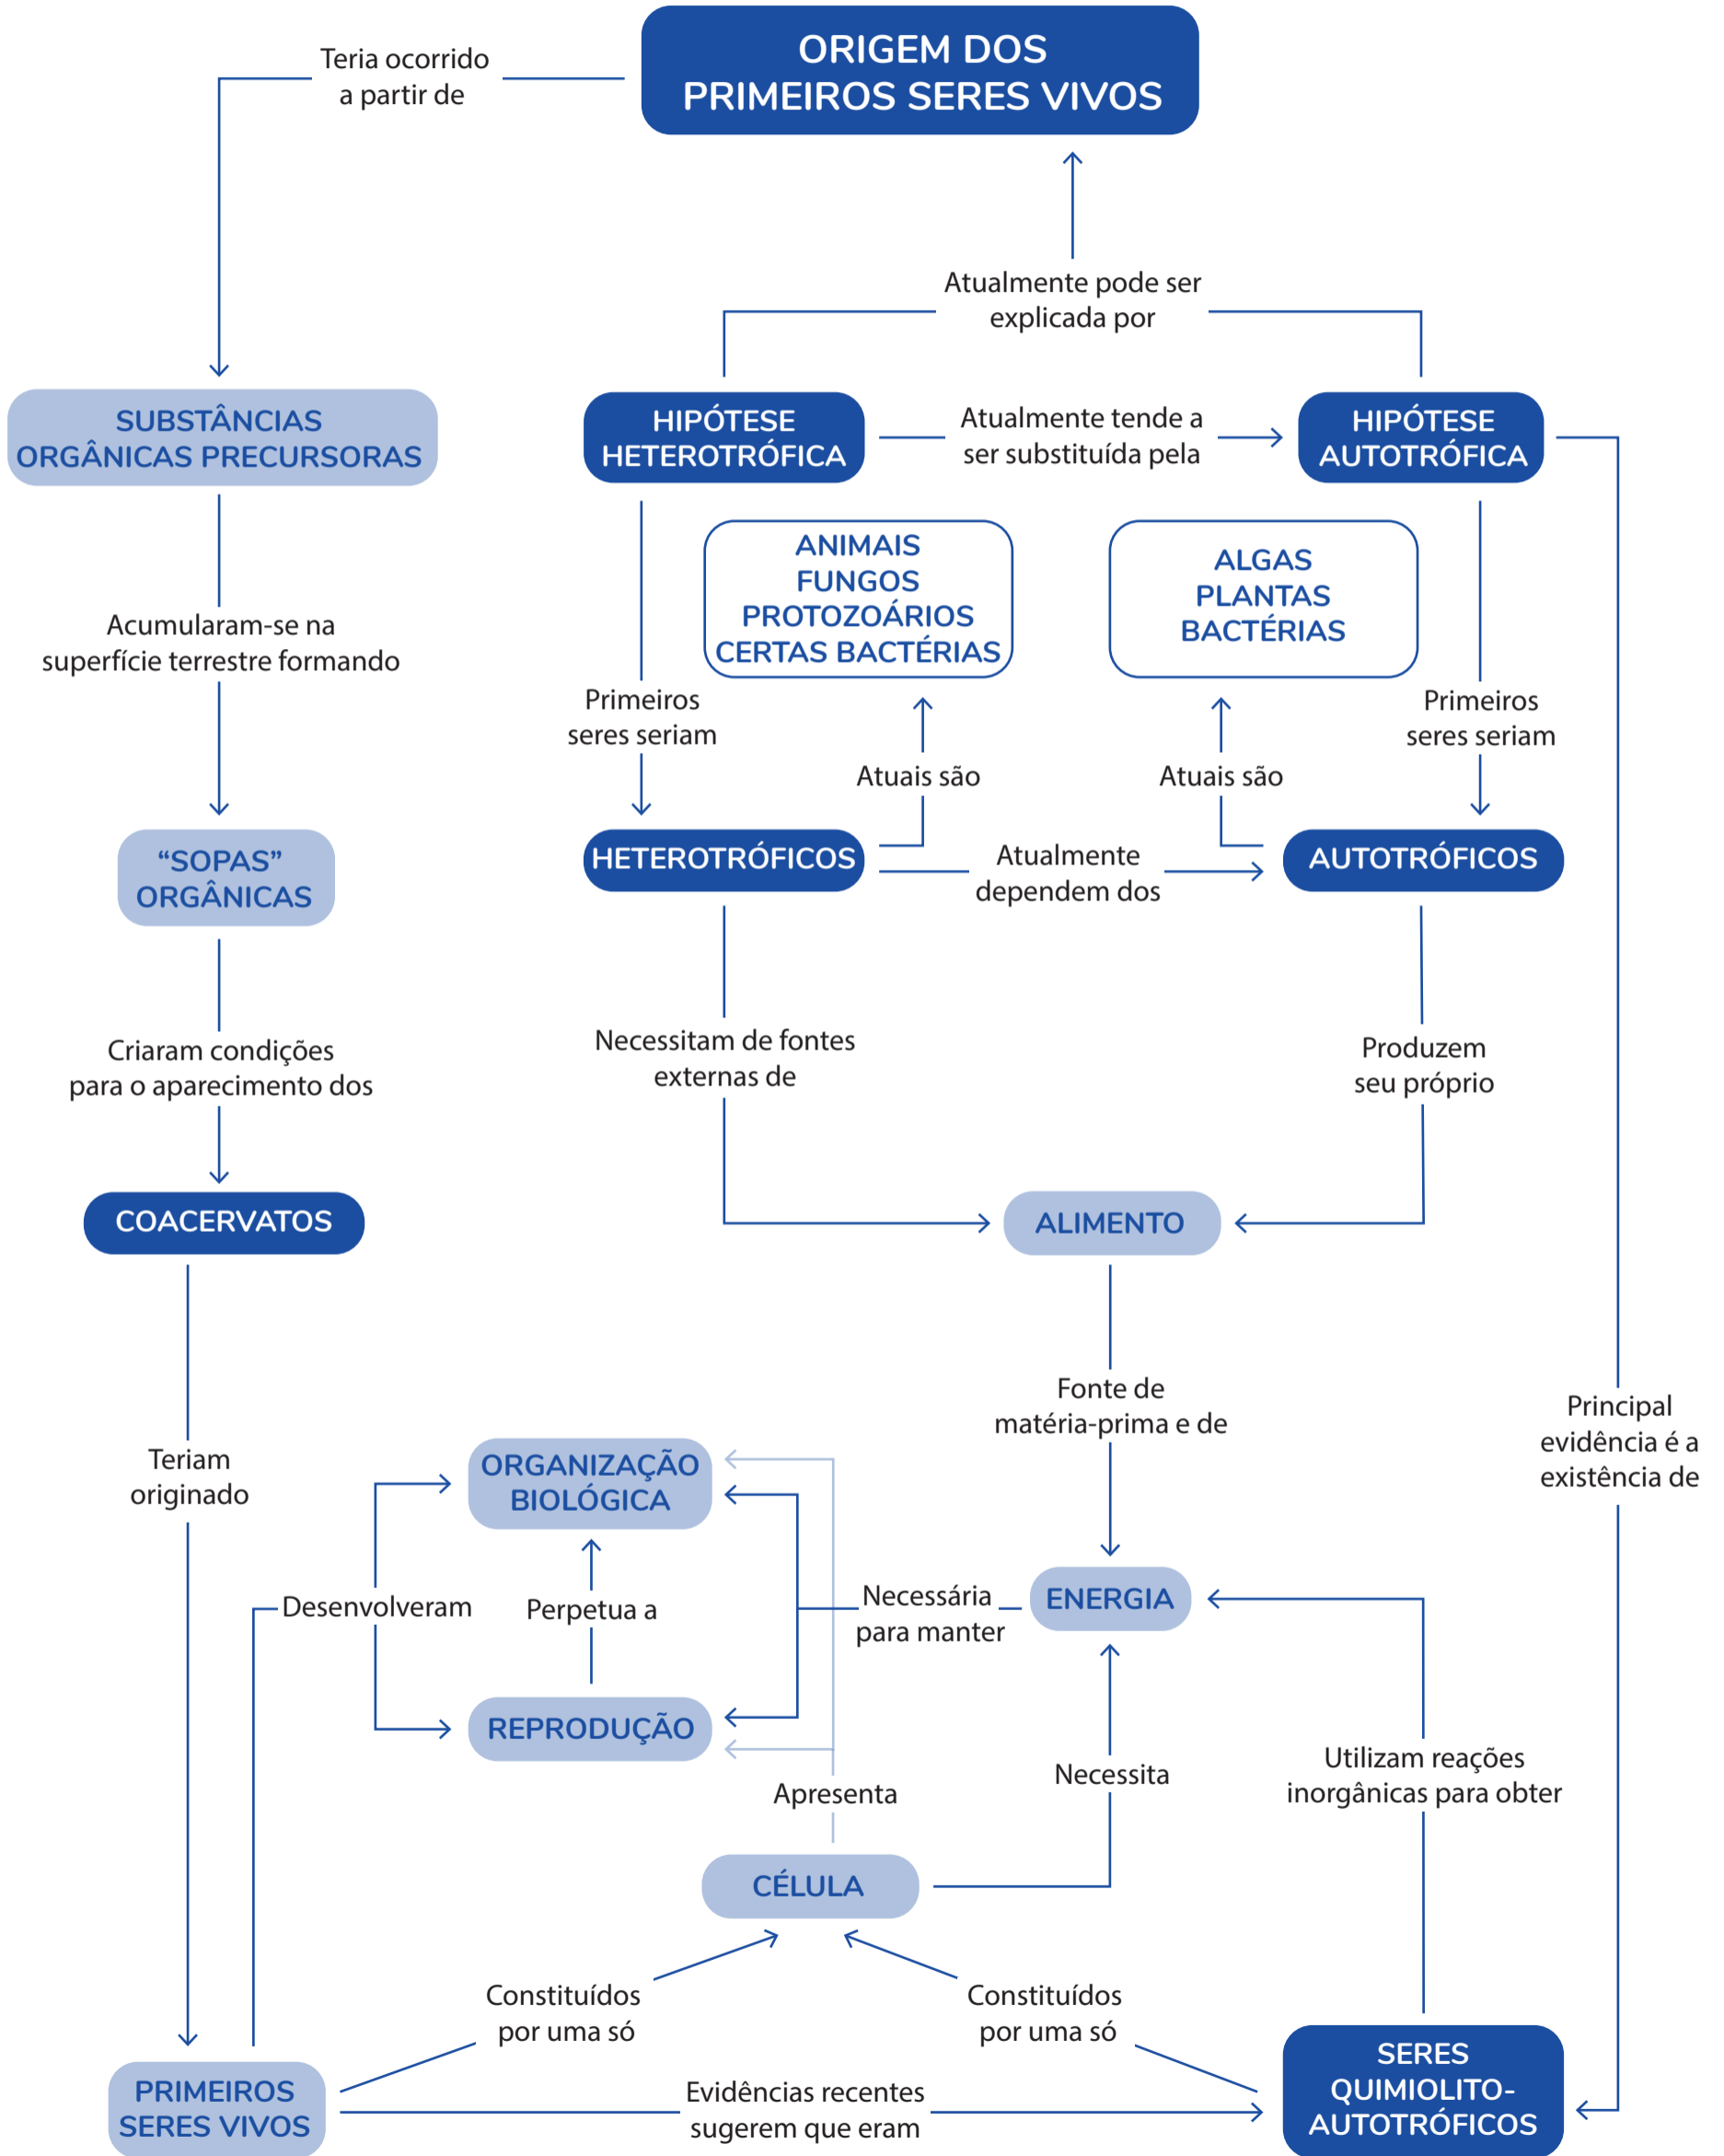 ORIGEM DOS
PRIMEIROS SERES VIVOS
Teria ocorrido
a partir de
Atualmente pode ser
explicada por
SUBSTÂNCIAS
ORGÂNICAS PRECURSORAS
HIPÓTESE
HETEROTRÓFICA
Atualmente tende a
ser substituída pela
HIPÓTESE
AUTOTRÓFICA
ANIMAIS
FUNGOS
PROTOZOÁRIOS
CERTAS BACTÉRIAS
ALGAS
PLANTAS
BACTÉRIAS
Acumularam-se na
superfície terrestre formando
Primeiros
seres seriam
Atuais são
Atuais são
Primeiros
seres seriam
“SOPAS”
ORGÂNICAS
HETEROTRÓFICOS
Atualmente
dependem dos
AUTOTRÓFICOS
Criaram condições
para o aparecimento dos
Necessitam de fontes
externas de
Produzem
seu próprio
COACERVATOS
ALIMENTO
Fonte de
matéria-prima e de
Principal
evidência é a
existência de
Teriam
originado
ORGANIZAÇÃO
BIOLÓGICA
Desenvolveram
Perpetua a
Necessária
para manter
ENERGIA
REPRODUÇÃO
Apresenta
Necessita
Utilizam reações
inorgânicas para obter
CÉLULA
Constituídos
por uma só
Constituídos
por uma só
PRIMEIROS
SERES VIVOS
Evidências recentes
sugerem que eram
SERES
QUIMIOLITO-
AUTOTRÓFICOS